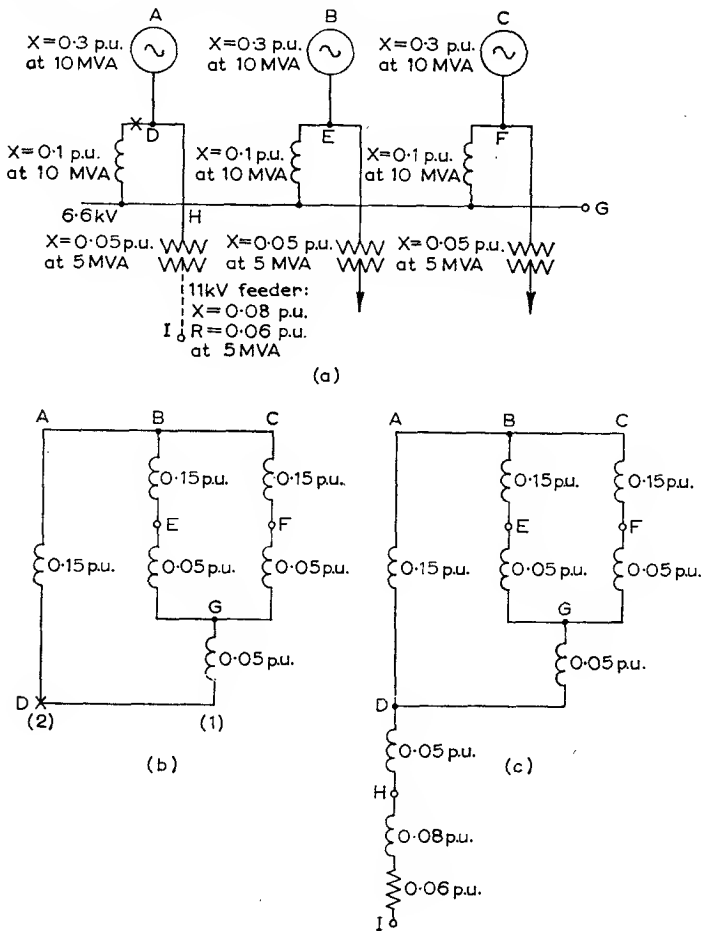 A
B
C
X=0·3 p.u.
at 10 MVA
X=0·3 p.u.
at 10 MVA
X=0·3 p.u.
at 10 MVA
D
E
F
X=0·1 p.u.
at 10 MVA
X=0·1 p.u.
at 10 MVA
X=0·1 p.u.
at 10 MVA
6·6kV
H
G
X=0·05 p.u.
at 5 MVA
X=0·05 p.u.
at 5 MVA
X=0·05 p.u.
at 5 MVA
11kV feeder:
X=0·08 p.u.
R=0·06 p.u.
at 5 MVA
I
(a)
A
B
C
0·15 p.u.
0·15 p.u.
E
F
0·15 p.u.
0·05 p.u.
0·05 p.u.
G
0·05 p.u.
D
(2)
(1)
(b)
A
B
C
0·15 p.u.
0·15 p.u.
E
F
0·15 p.u.
0·05 p.u.
0·05 p.u.
G
0·05 p.u.
D
0·05 p.u.
H
0·08 p.u.
0·06 p.u.
I
(c)